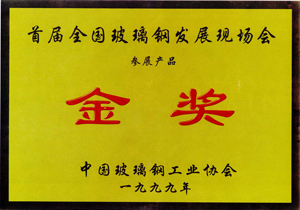 首届全国玻璃钢发展现场会
参展产品
金奖
中国玻璃钢工业协会
一九九九年